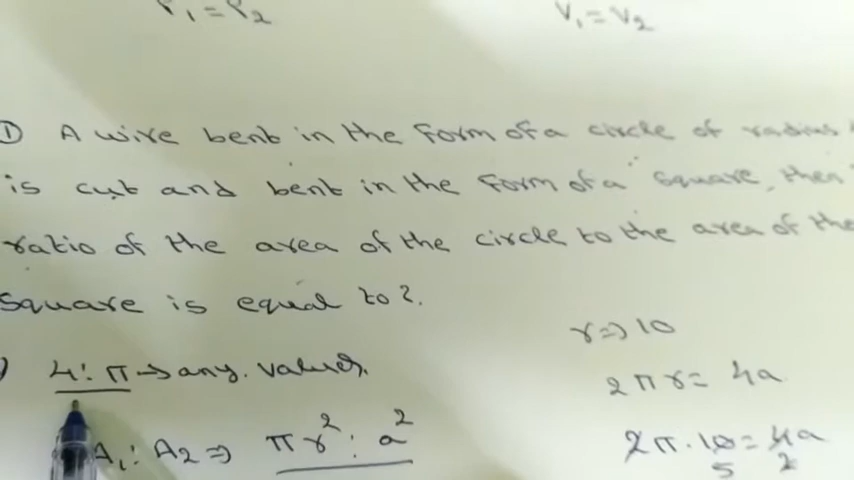 P₁ = P₂ V₁ = V₂
① A wire bent in the form of a circle of radius
is cut and bent in the form of a square, then
ratio of the area of the circle to the area of the
square is equal to?
r => 10
4 : π → any values.
2πr = 4a
A₁ : A₂ => πr² : a²
2π · 10 = 4a
5 2